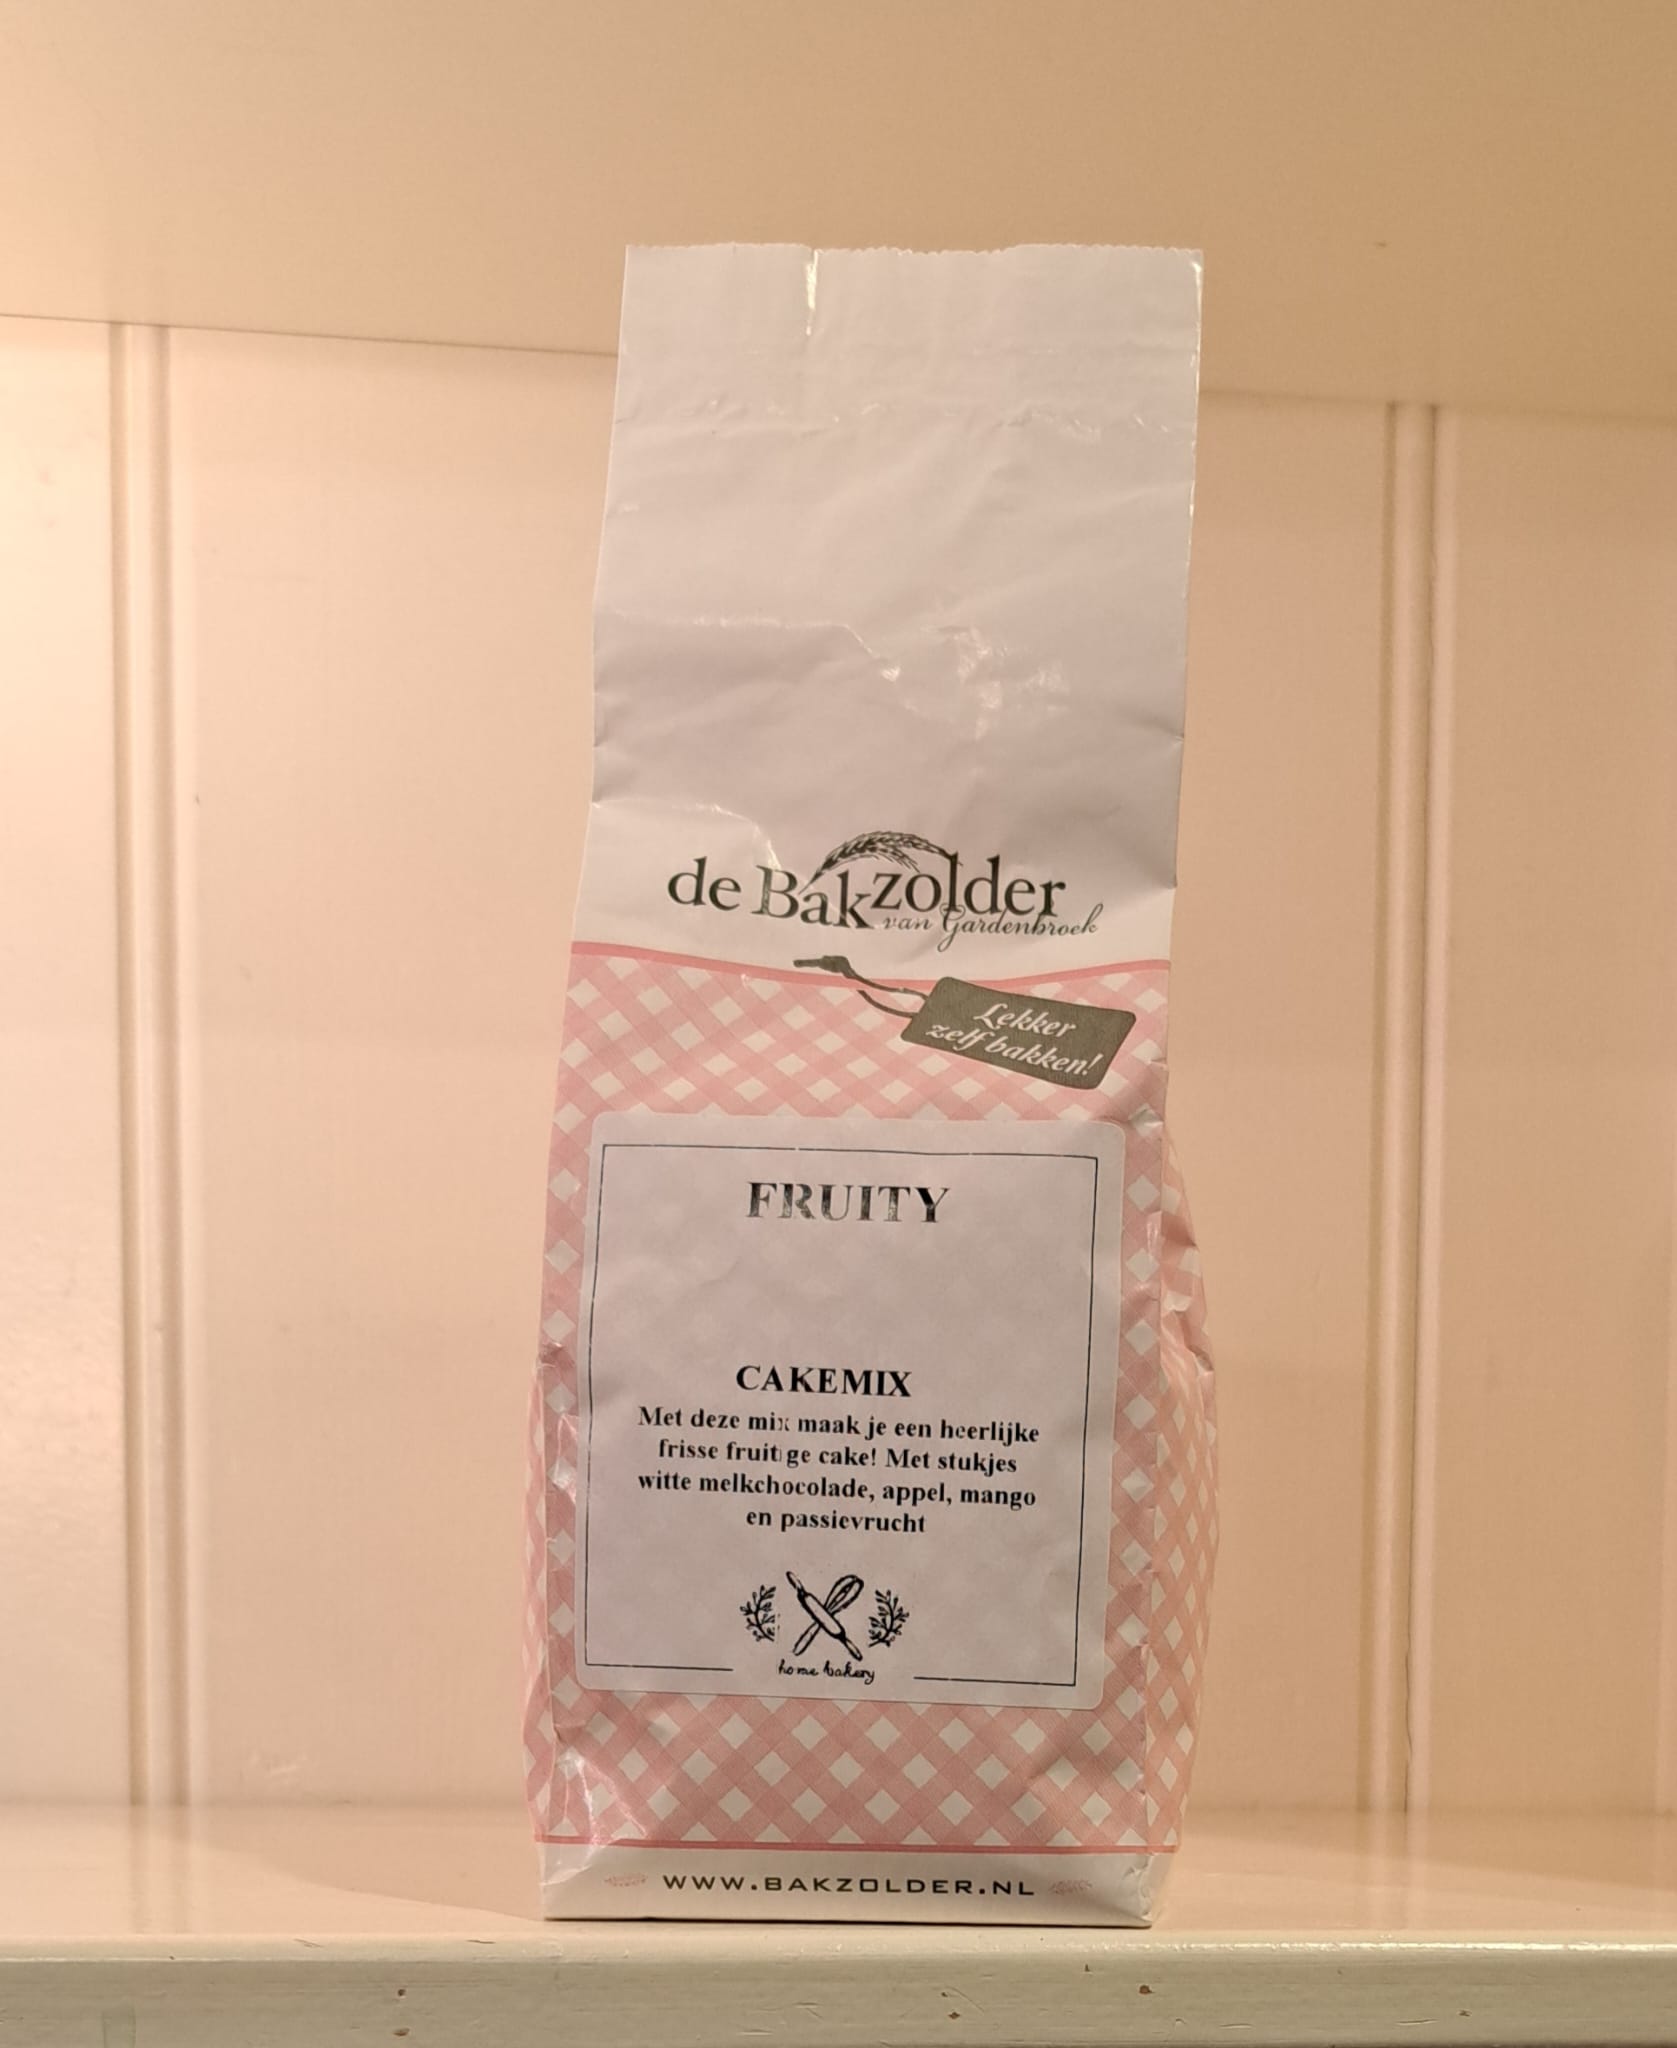 de Bakzolder
van Gardenbroek
Lekker
zelf bakken!
FRUITY
CAKEMIX
Met deze mix maak je een heerlijke
frisse fruitige cake! Met stukjes
witte melkchocolade, appel, mango
en passievrucht
home bakery
WWW.BAKZOLDER.NL